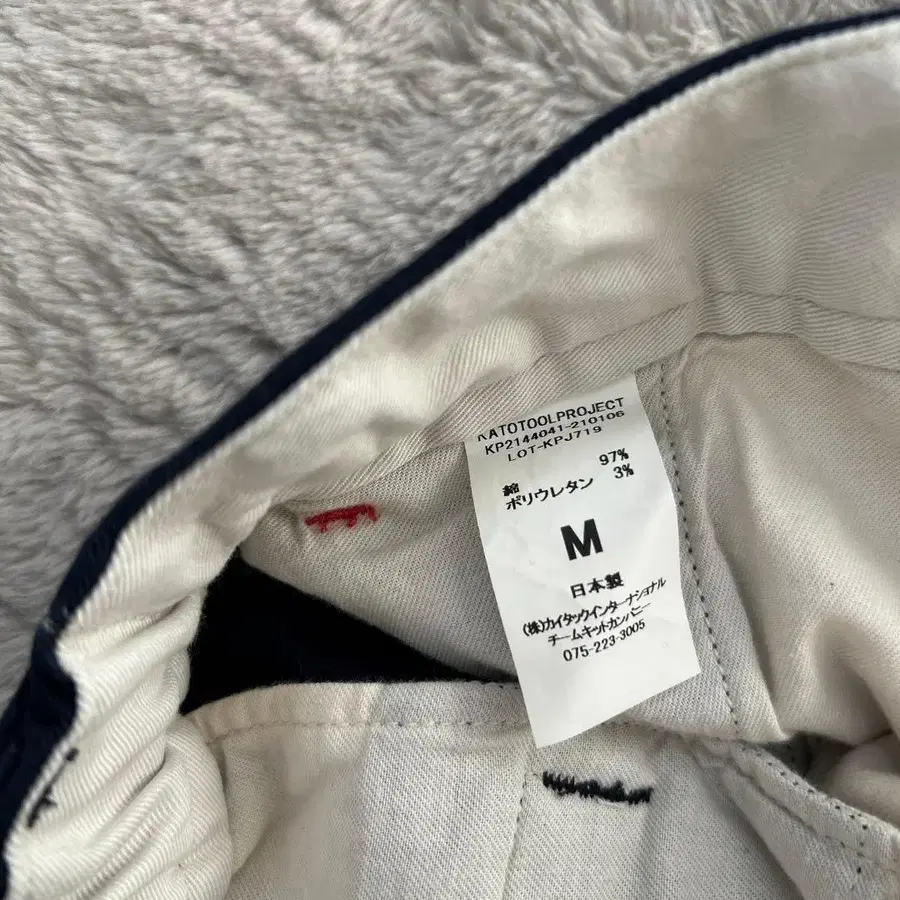 KATOTOOLPROJECT
KP2144041-210106
LOT-KPJ719
綿 97%
ポリウレタン 3%
M
日本製
(株)カイタックインターナショナル
チームキットカンパニー
075-223-3005